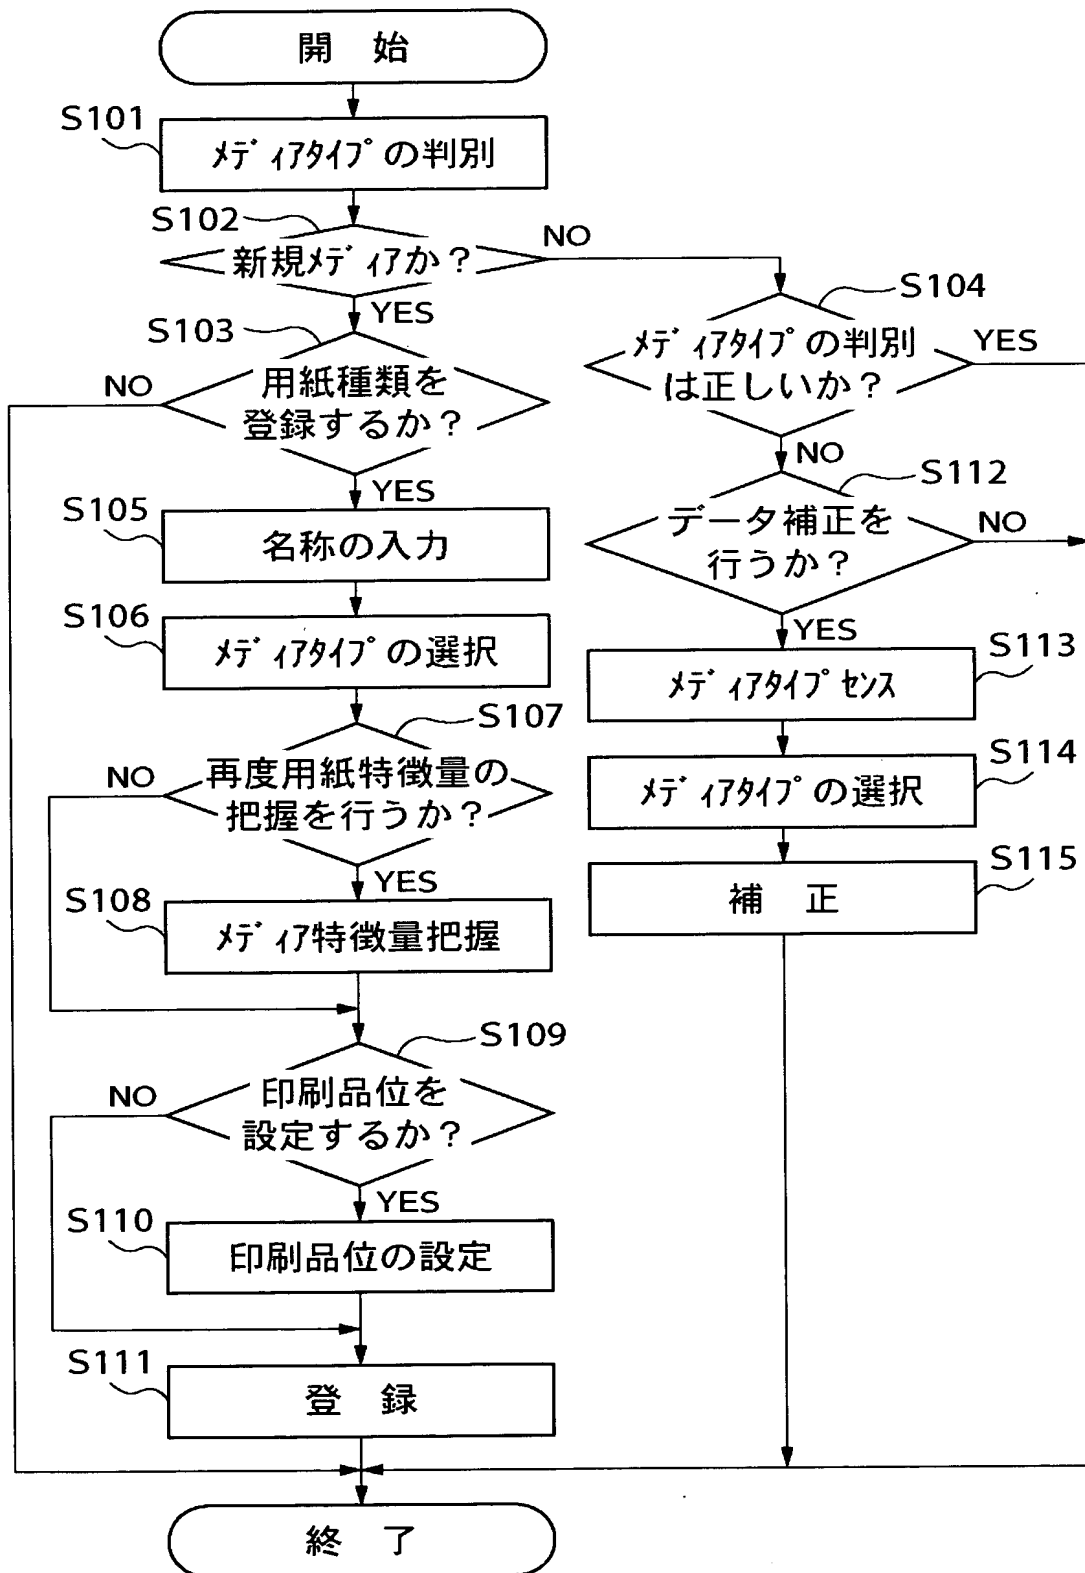 開 始
S101
メディアタイプの判別
S102
新規メディアか？
NO
YES
S103
用紙種類を
登録するか？
NO
YES
S104
メディアタイプの判別
は正しいか？
YES
NO
S105
名称の入力
S112
データ補正を
行うか？
NO
YES
S106
メディアタイプの選択
S113
メディアタイプセンス
S107
再度用紙特徴量の
把握を行うか？
NO
YES
S114
メディアタイプの選択
S108
メディア特徴量把握
S115
補 正
S109
印刷品位を
設定するか？
NO
YES
S110
印刷品位の設定
S111
登 録
終 了